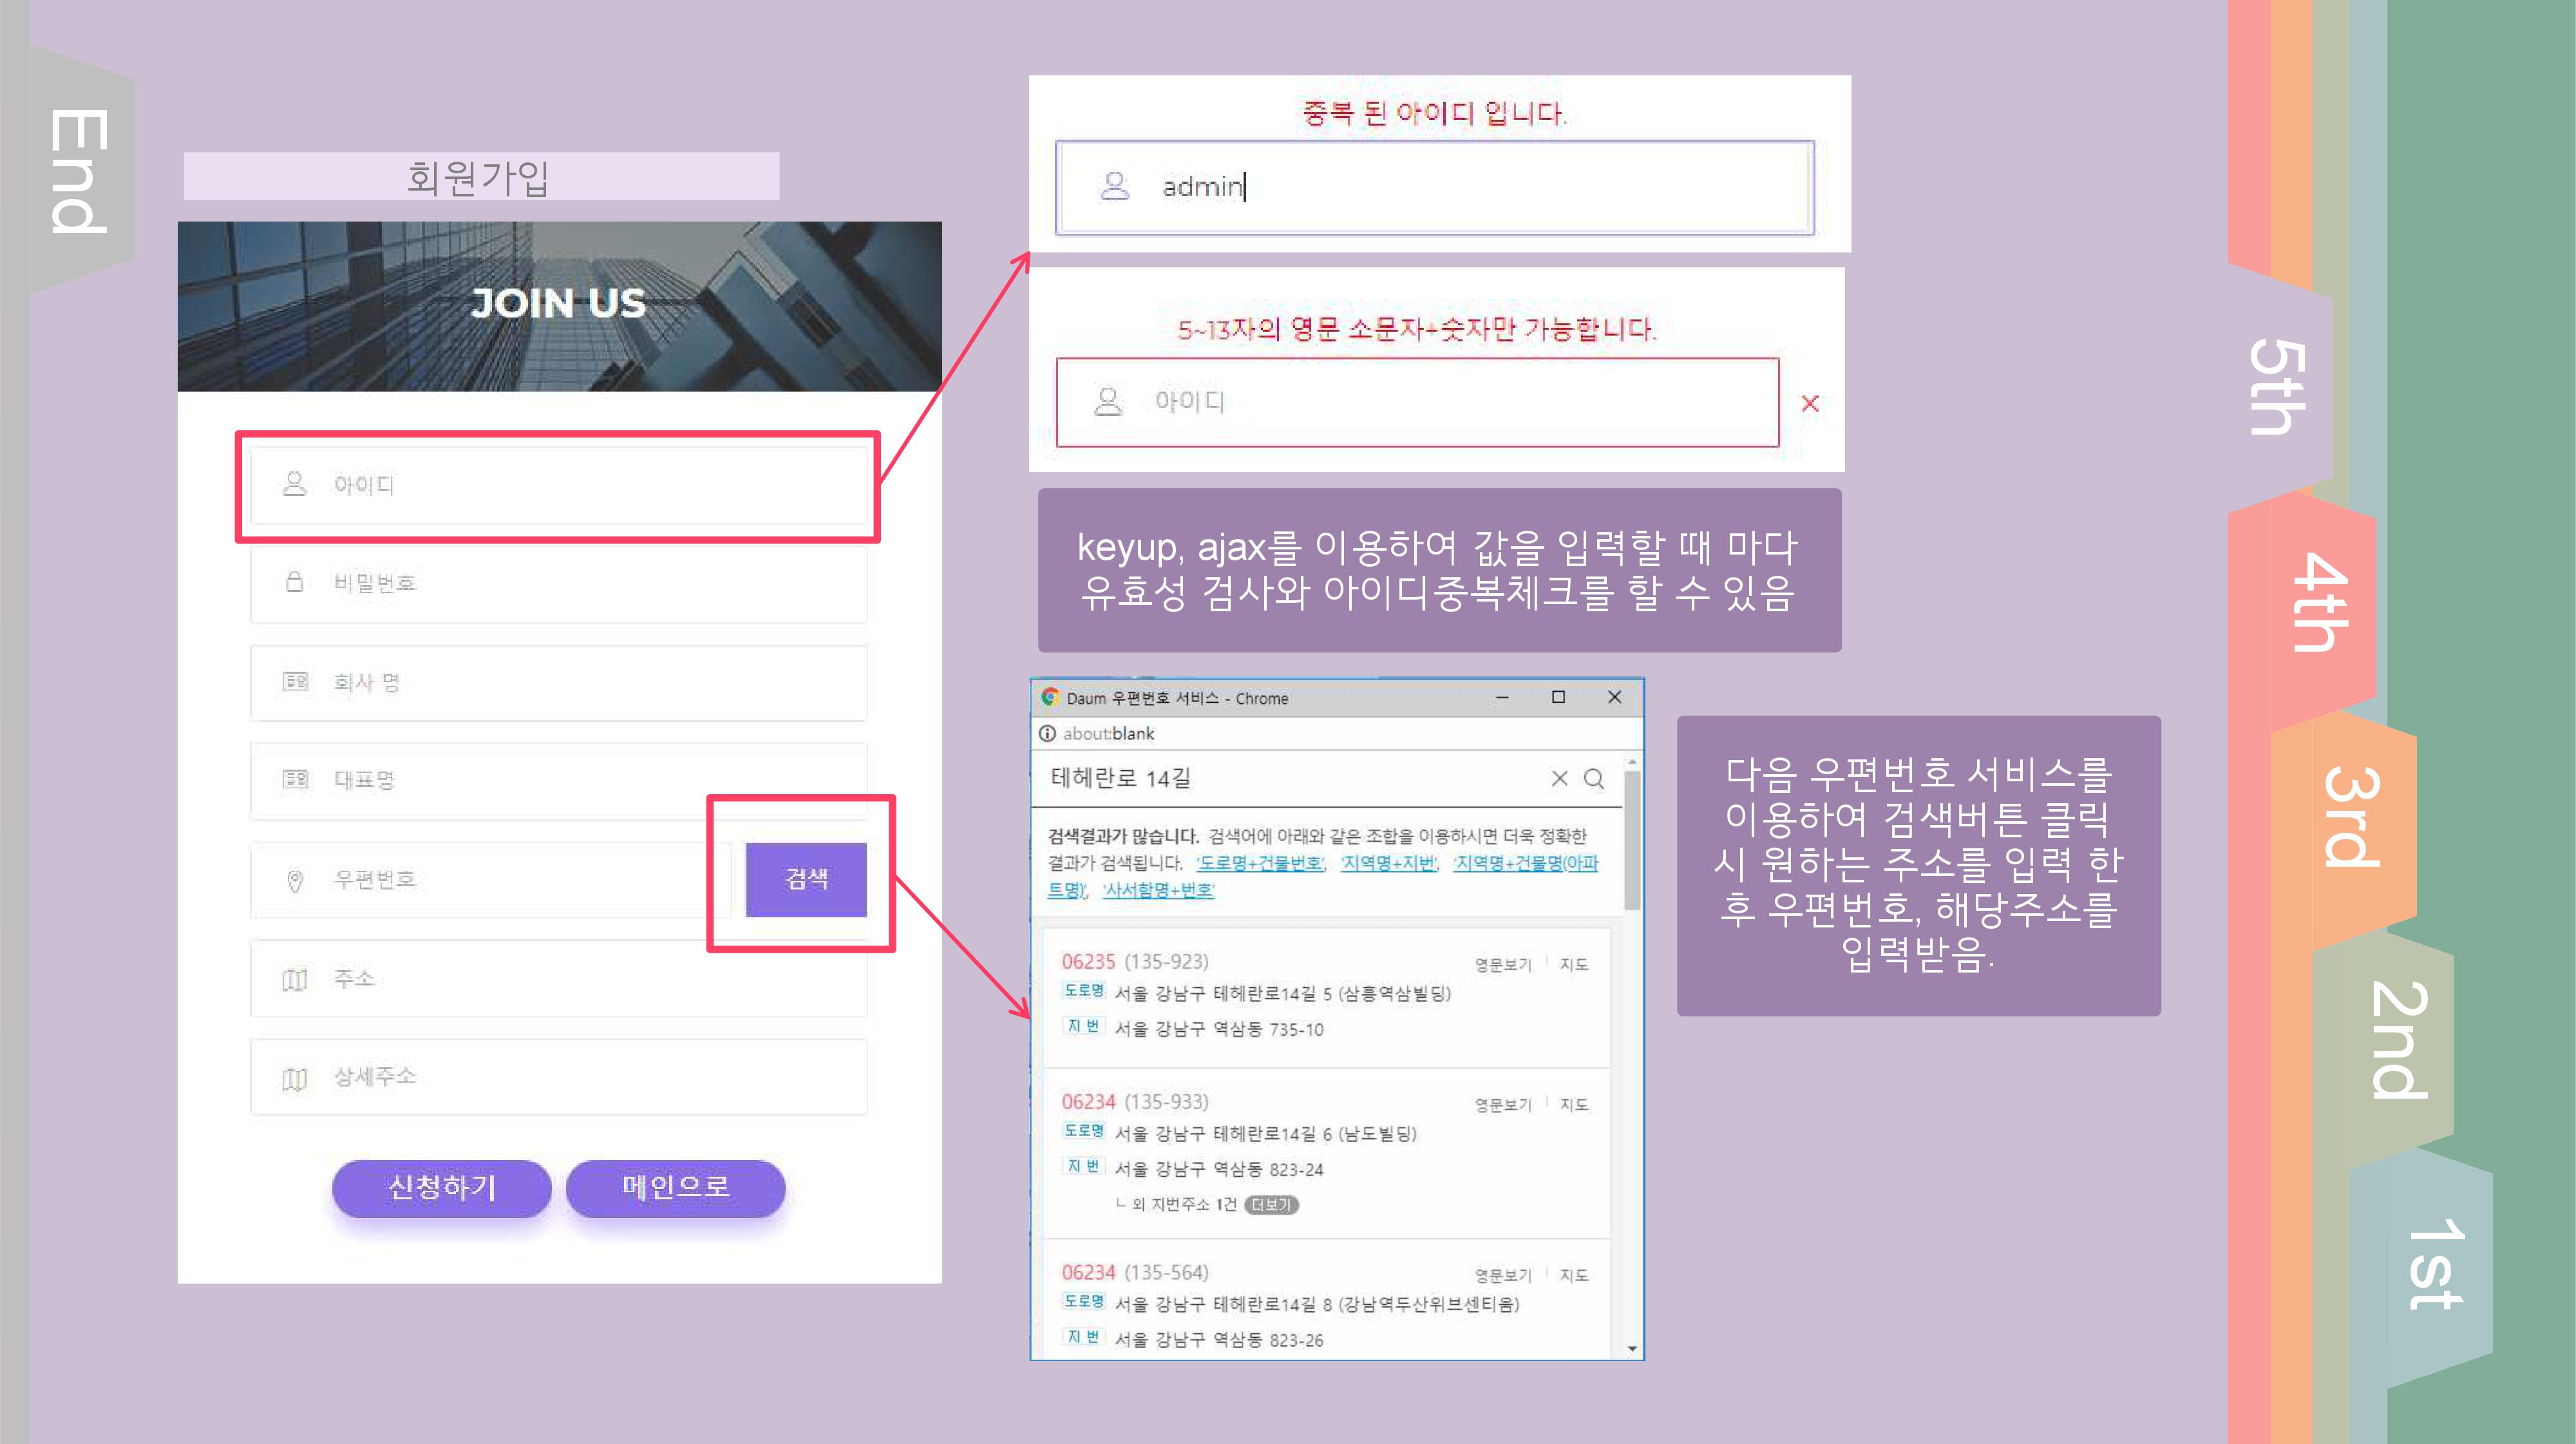 End
회원가입
JOIN US
아이디
비밀번호
회사 명
대표명
우편번호
검색
주소
상세주소
신청하기
메인으로
중복 된 아이디 입니다.
admin
5~13자의 영문 소문자+숫자만 가능합니다.
아이디
×
keyup, ajax를 이용하여 값을 입력할 때 마다
유효성 검사와 아이디중복체크를 할 수 있음
Daum 우편번호 서비스 - Chrome
about:blank
테헤란로 14길
검색결과가 많습니다. 검색어에 아래와 같은 조합을 이용하시면 더욱 정확한
결과가 검색됩니다. '도로명+건물번호', '지역명+지번', '지역명+건물명(아파
트명)', '사서함명+번호'
06235 (135-923) 영문보기 지도
도로명 서울 강남구 테헤란로14길 5 (삼흥역삼빌딩)
지 번 서울 강남구 역삼동 735-10
06234 (135-933) 영문보기 지도
도로명 서울 강남구 테헤란로14길 6 (남도빌딩)
지 번 서울 강남구 역삼동 823-24
ㄴ 외 지번주소 1건 더보기
06234 (135-564) 영문보기 지도
도로명 서울 강남구 테헤란로14길 8 (강남역두산위브센티움)
지 번 서울 강남구 역삼동 823-26
다음 우편번호 서비스를
이용하여 검색버튼 클릭
시 원하는 주소를 입력 한
후 우편번호, 해당주소를
입력받음.
5th
4th
3rd
2nd
1st